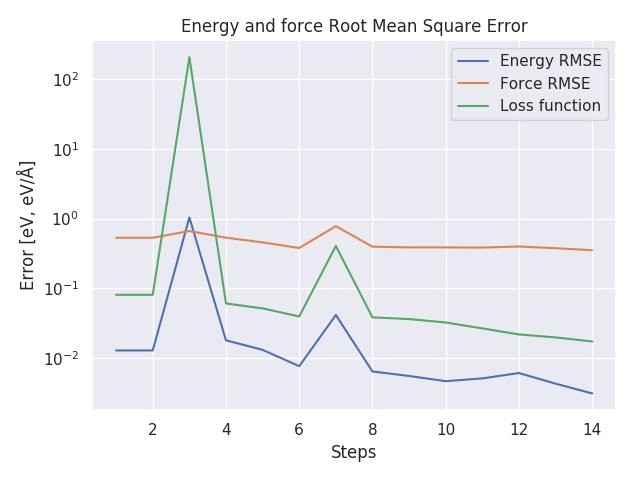 Energy and force Root Mean Square Error
Energy RMSE
Force RMSE
Loss function
Error [eV, eV/Å]
10²
10¹
10⁰
10⁻¹
10⁻²
2 4 6 8 10 12 14
Steps